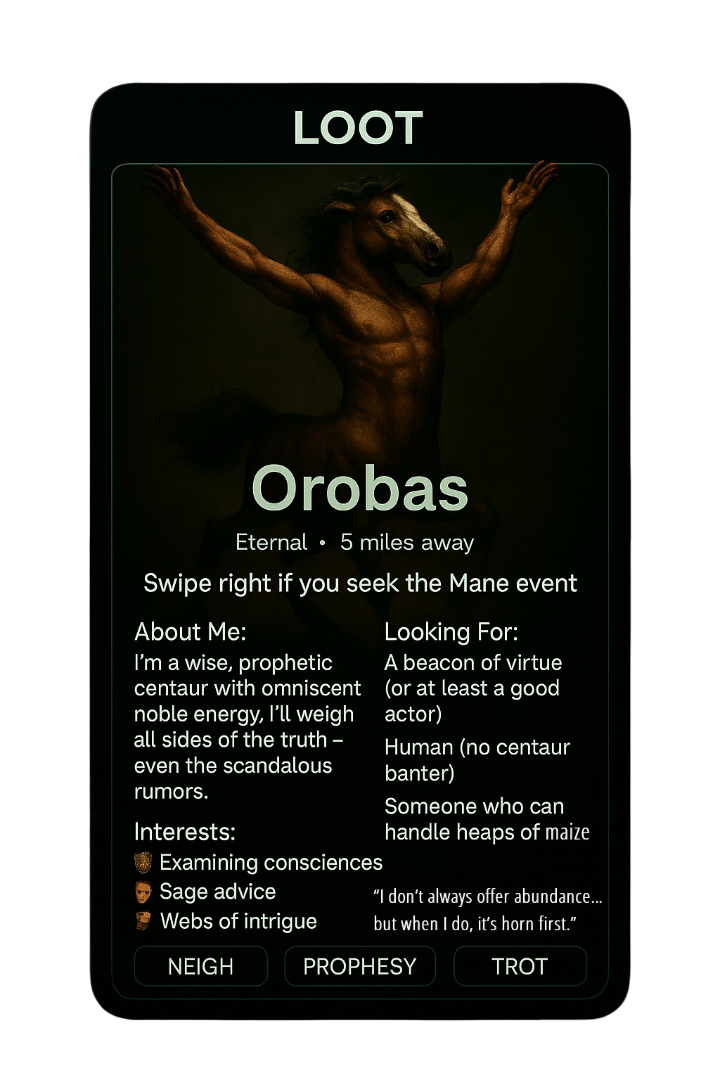 LOOT
Orobas
Eternal • 5 miles away
Swipe right if you seek the Mane event
About Me:
I'm a wise, prophetic
centaur with omniscent
noble energy, I'll weigh
all sides of the truth –
even the scandalous
rumors.
Interests:
Examining consciences
Sage advice
Webs of intrigue
Looking For:
A beacon of virtue
(or at least a good
actor)
Human (no centaur
banter)
Someone who can
handle heaps of maize
“I don't always offer abundance...
but when I do, it's horn first.”
NEIGH
PROPHESY
TROT